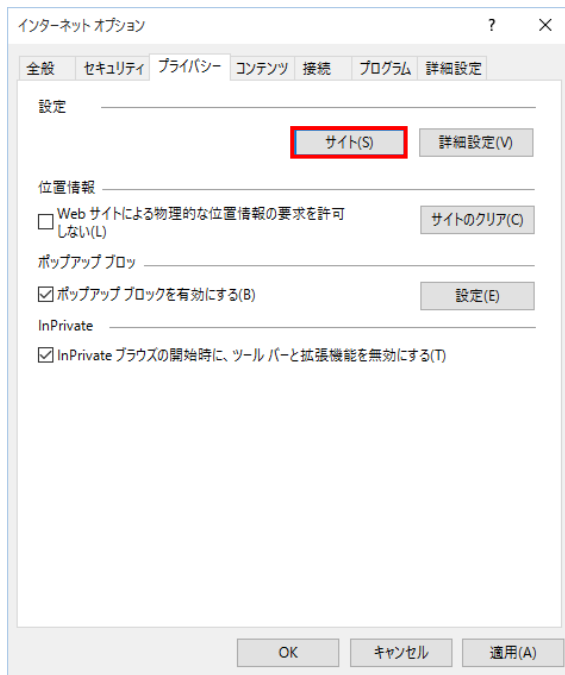 インターネット オプション ? ×
全般 セキュリティ プライバシー コンテンツ 接続 プログラム 詳細設定
設定
サイト(S) 詳細設定(V)
位置情報
Web サイトによる物理的な位置情報の要求を許可
しない(L)
サイトのクリア(C)
ポップアップ ブロッ
ポップアップ ブロックを有効にする(B) 設定(E)
InPrivate
InPrivate ブラウズの開始時に、ツール バーと拡張機能を無効にする(T)
OK キャンセル 適用(A)